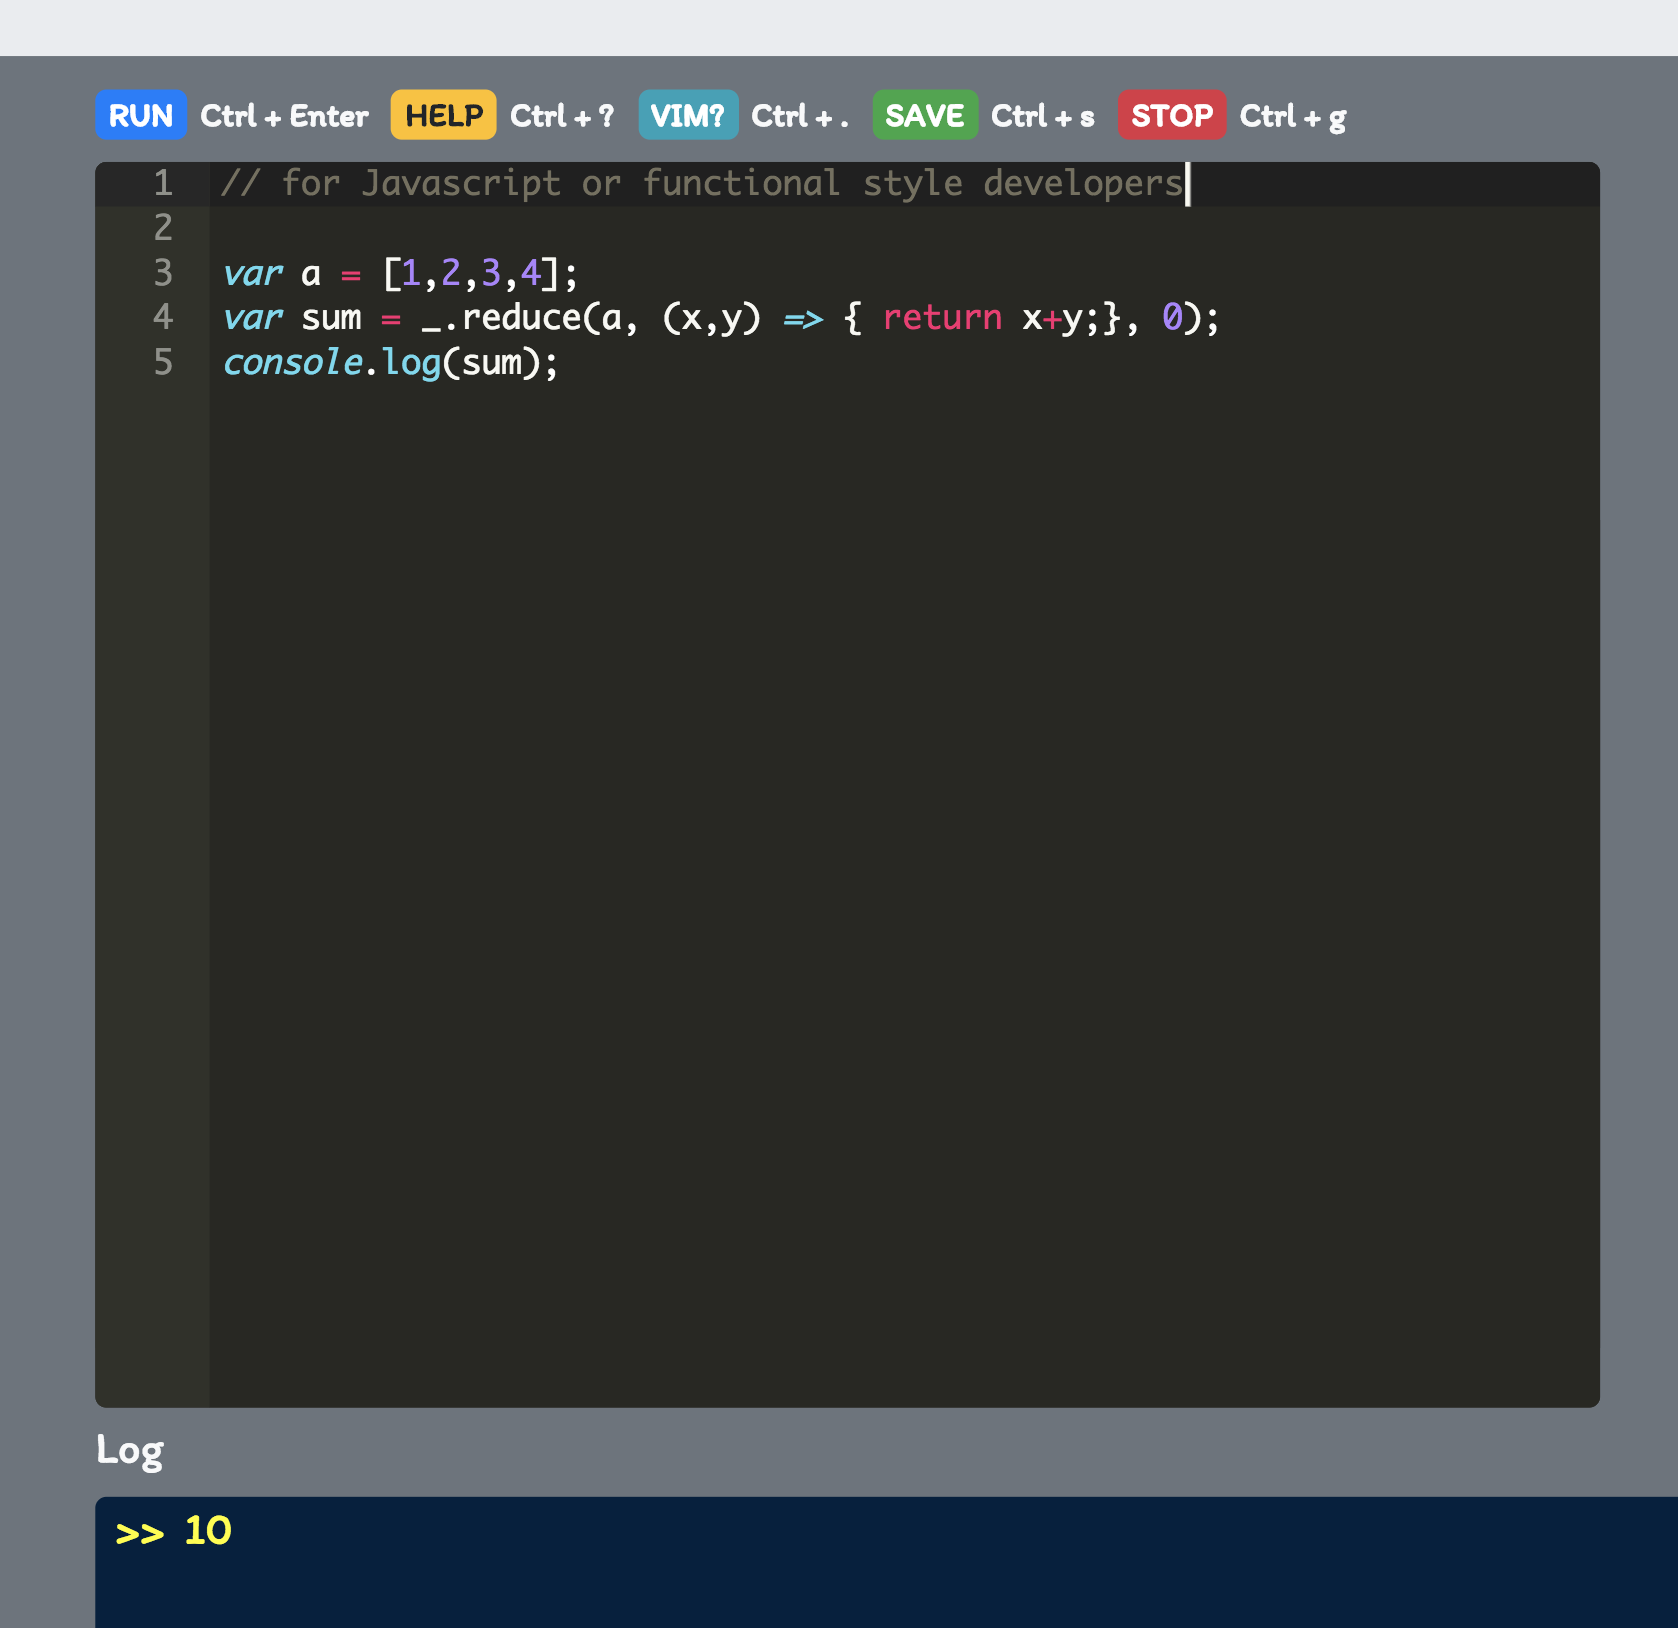 RUN Ctrl + Enter HELP Ctrl + ? VIM? Ctrl + . SAVE Ctrl + s STOP Ctrl + g
1 // for Javascript or functional style developers
2
3 var a = [1,2,3,4];
4 var sum = _.reduce(a, (x,y) => { return x+y;}, 0);
5 console.log(sum);
Log
>> 10